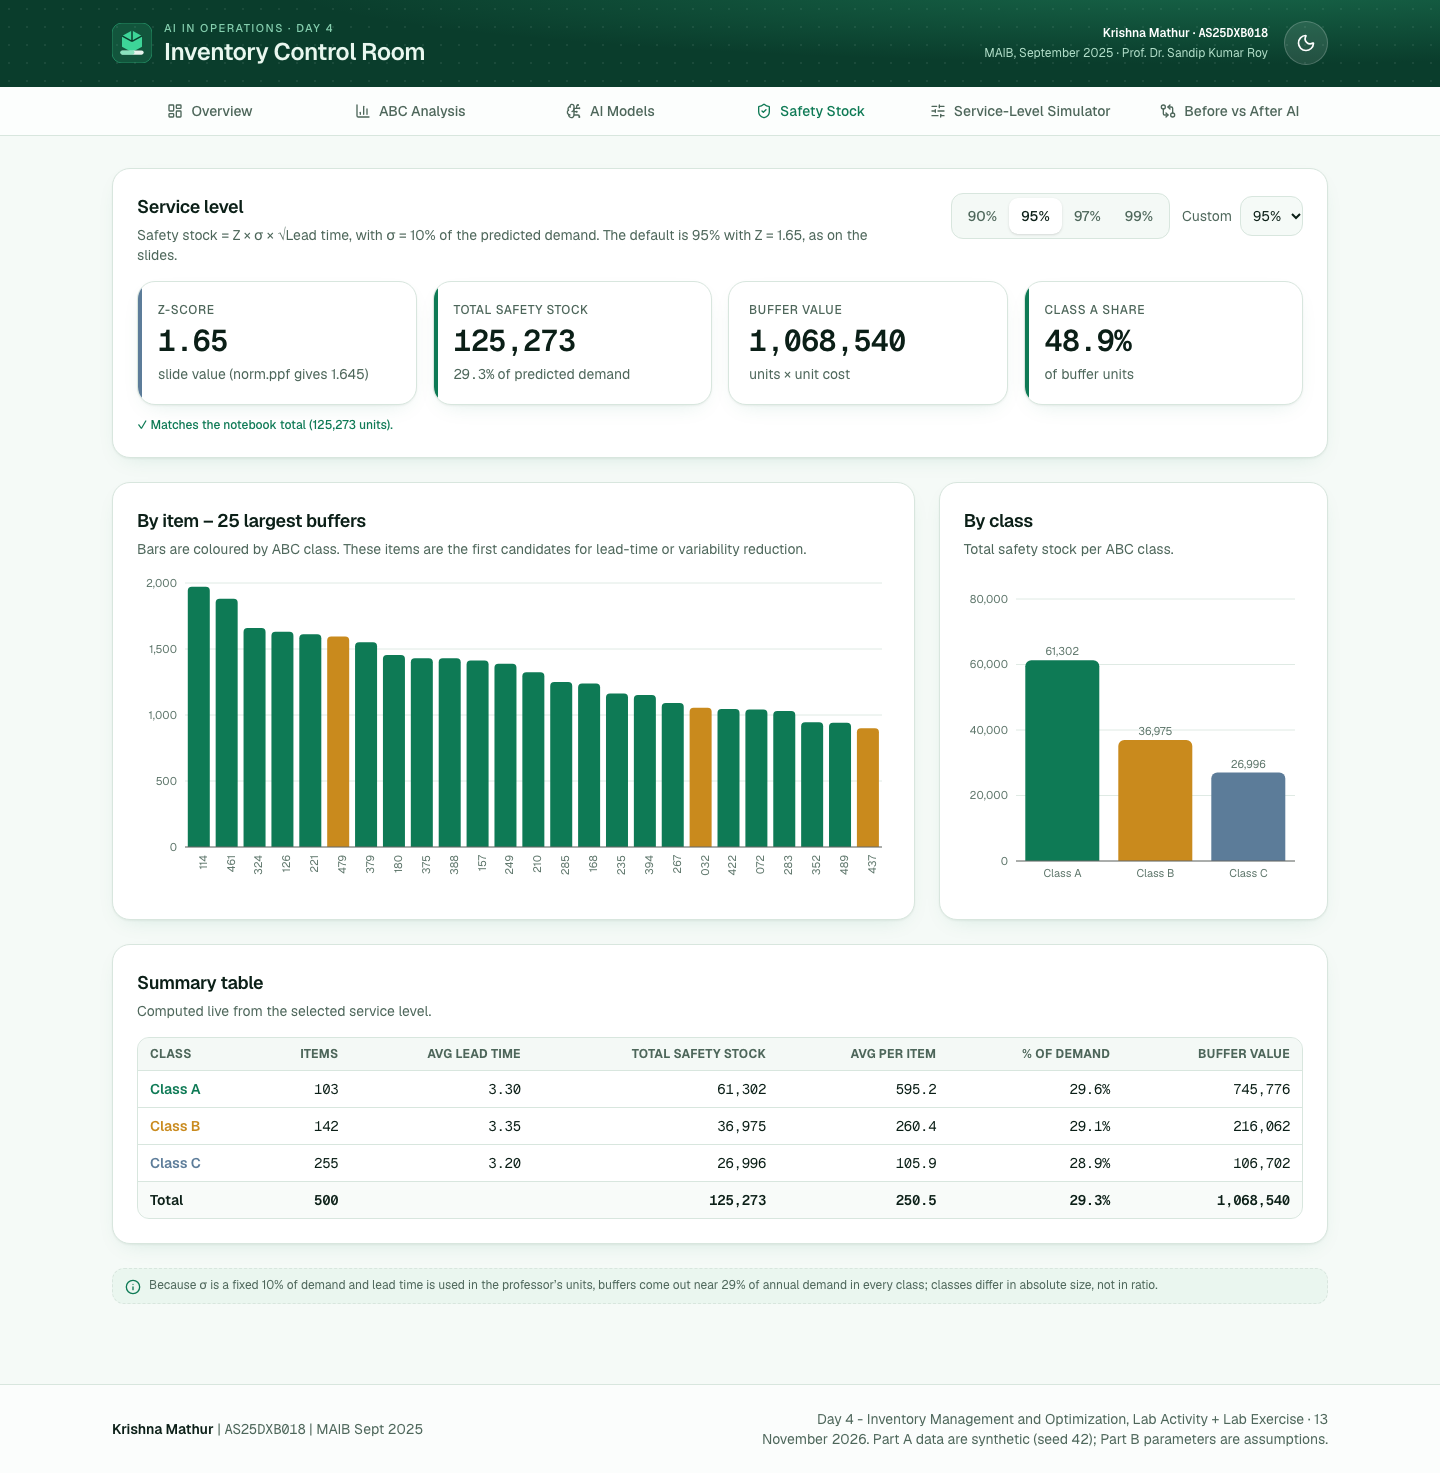 AI IN OPERATIONS · DAY 4
Inventory Control Room
Krishna Mathur · AS25DXB018
MAIB, September 2025 · Prof. Dr. Sandip Kumar Roy
Overview
ABC Analysis
AI Models
Safety Stock
Service-Level Simulator
Before vs After AI
Service level
Safety stock = Z × σ × √Lead time, with σ = 10% of the predicted demand. The default is 95% with Z = 1.65, as on the
slides.
90% 95% 97% 99% Custom 95%
Z-SCORE
1.65
slide value (norm.ppf gives 1.645)
TOTAL SAFETY STOCK
125,273
29.3% of predicted demand
BUFFER VALUE
1,068,540
units × unit cost
CLASS A SHARE
48.9%
of buffer units
✓ Matches the notebook total (125,273 units).
By item – 25 largest buffers
Bars are coloured by ABC class. These items are the first candidates for lead-time or variability reduction.
2,000
1,500
1,000
500
0
114 461 324 126 221 479 379 180 375 388 157 249 210 285 168 235 394 267 032 422 072 283 352 489 437
By class
Total safety stock per ABC class.
80,000
60,000
40,000
20,000
0
61,302
36,975
26,996
Class A Class B Class C
Summary table
Computed live from the selected service level.
CLASS ITEMS AVG LEAD TIME TOTAL SAFETY STOCK AVG PER ITEM % OF DEMAND BUFFER VALUE
Class A 103 3.30 61,302 595.2 29.6% 745,776
Class B 142 3.35 36,975 260.4 29.1% 216,062
Class C 255 3.20 26,996 105.9 28.9% 106,702
Total 500 125,273 250.5 29.3% 1,068,540
Because σ is a fixed 10% of demand and lead time is used in the professor's units, buffers come out near 29% of annual demand in every class; classes differ in absolute size, not in ratio.
Krishna Mathur | AS25DXB018 | MAIB Sept 2025
Day 4 - Inventory Management and Optimization, Lab Activity + Lab Exercise · 13
November 2026. Part A data are synthetic (seed 42); Part B parameters are assumptions.